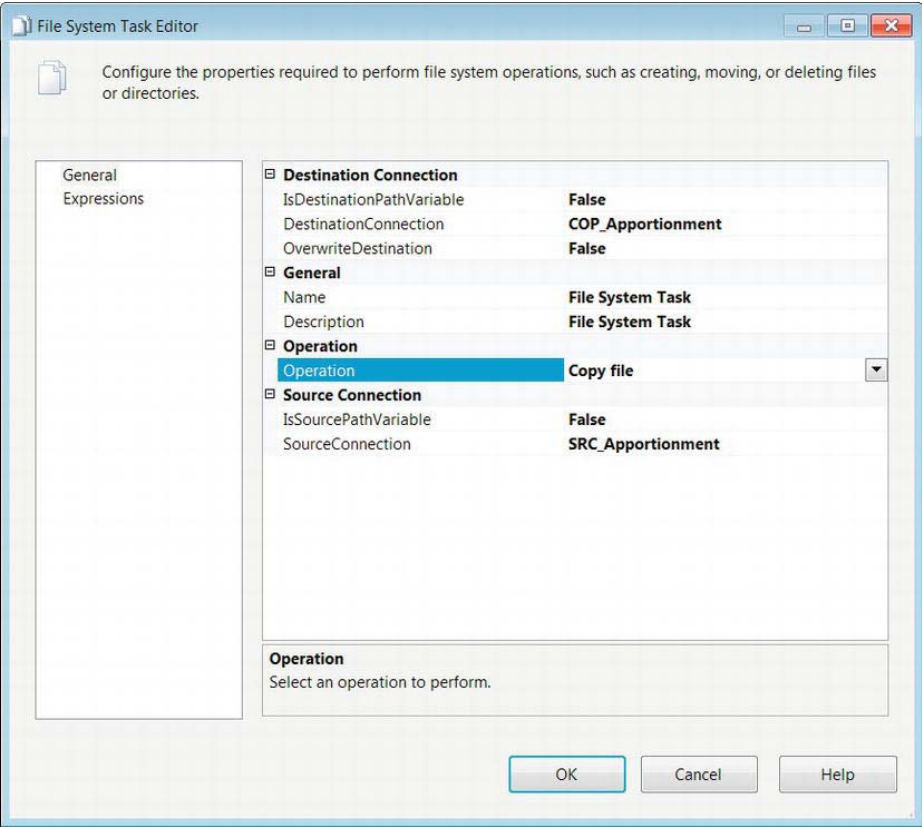 File System Task Editor
Configure the properties required to perform file system operations, such as creating, moving, or deleting files
or directories.
General
Expressions
Destination Connection
IsDestinationPathVariable False
DestinationConnection COP_Apportionment
OverwriteDestination False
General
Name File System Task
Description File System Task
Operation
Operation Copy file
Source Connection
IsSourcePathVariable False
SourceConnection SRC_Apportionment
Operation
Select an operation to perform.
OK Cancel Help